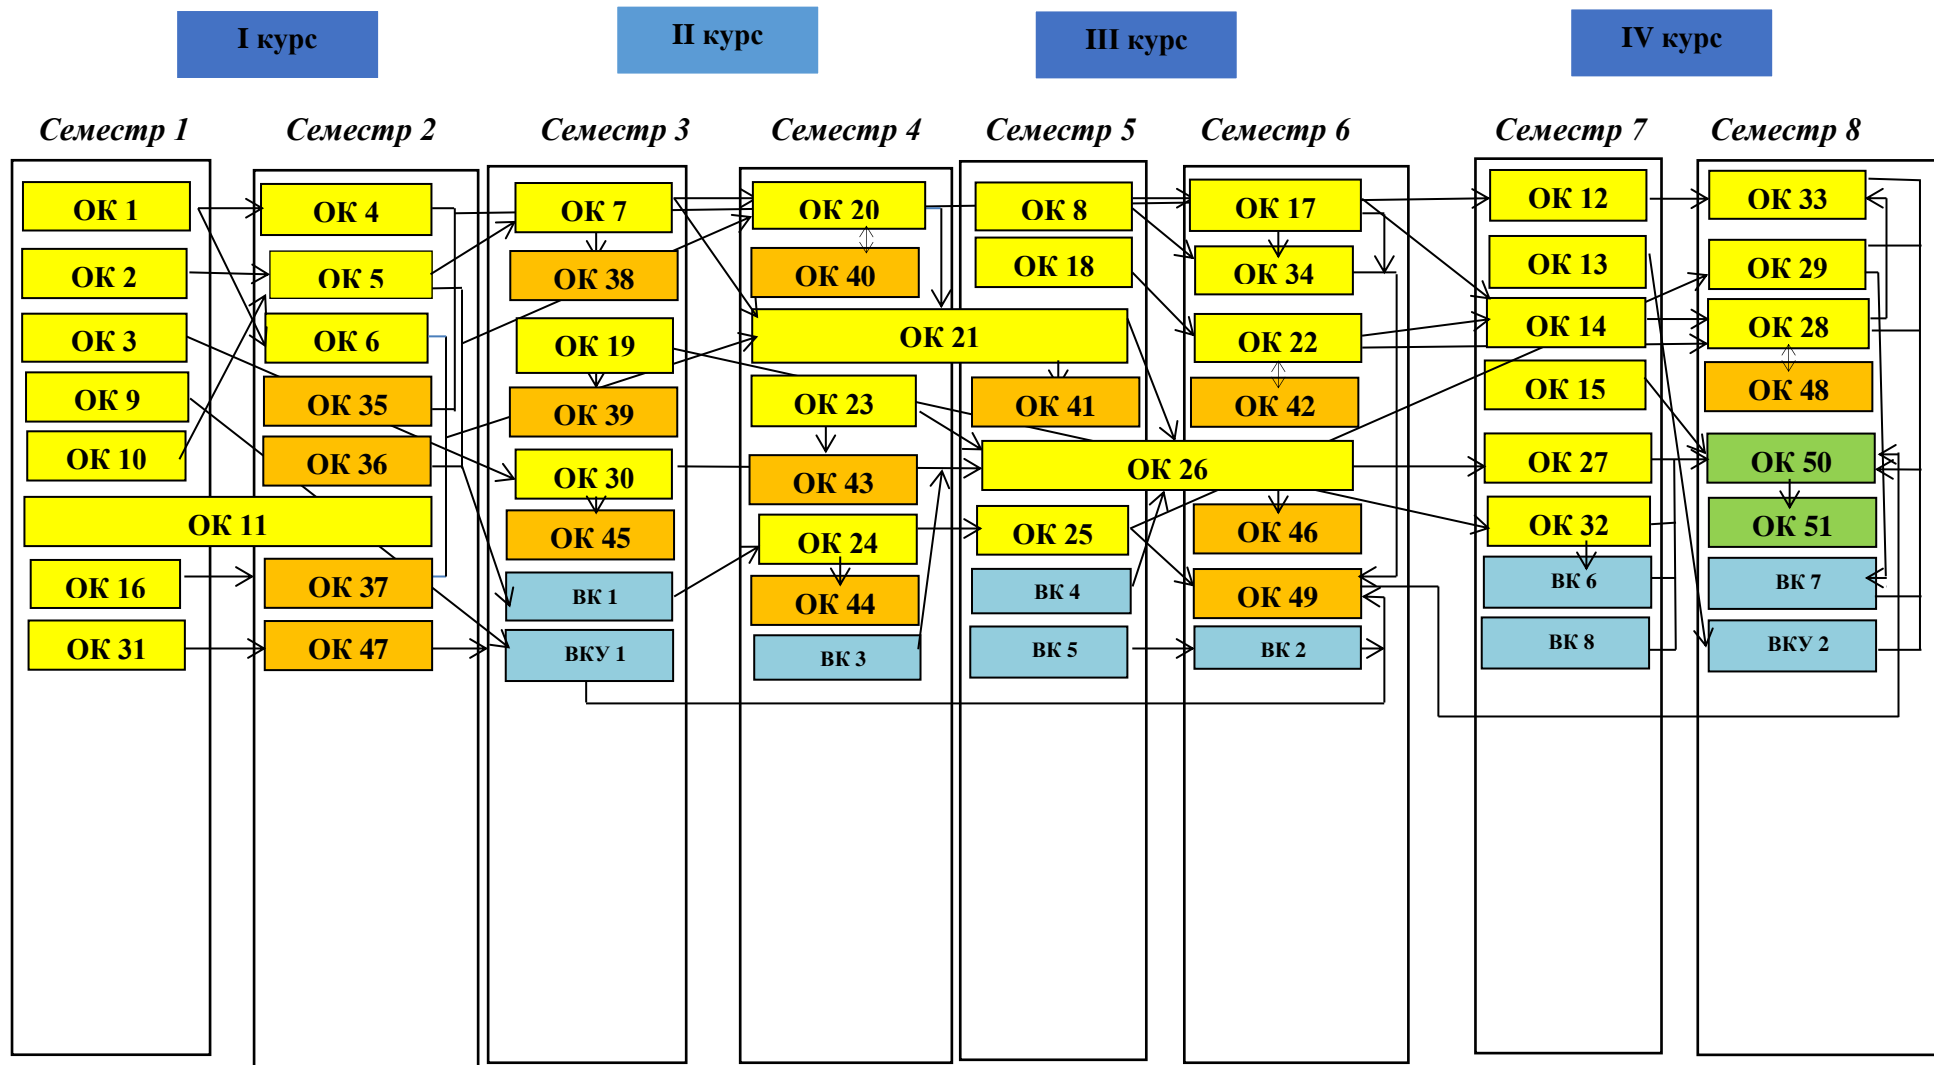 I курс
II курс
III курс
IV курс
Семестр 1
Семестр 2
Семестр 3
Семестр 4
Семестр 5
Семестр 6
Семестр 7
Семестр 8
ОК 1
ОК 2
ОК 3
ОК 9
ОК 10
ОК 11
ОК 16
ОК 31
ОК 4
ОК 5
ОК 6
ОК 35
ОК 36
ОК 37
ОК 47
ОК 7
ОК 38
ОК 19
ОК 39
ОК 30
ОК 45
ВК 1
ВКУ 1
ОК 20
ОК 40
ОК 21
ОК 23
ОК 43
ОК 24
ОК 44
ВК 3
ОК 8
ОК 18
ОК 41
ОК 26
ОК 25
ВК 4
ВК 5
ОК 17
ОК 34
ОК 22
ОК 42
ОК 46
ОК 49
ВК 2
ОК 12
ОК 13
ОК 14
ОК 15
ОК 27
ОК 32
ВК 6
ВК 8
ОК 33
ОК 29
ОК 28
ОК 48
ОК 50
ОК 51
ВК 7
ВКУ 2